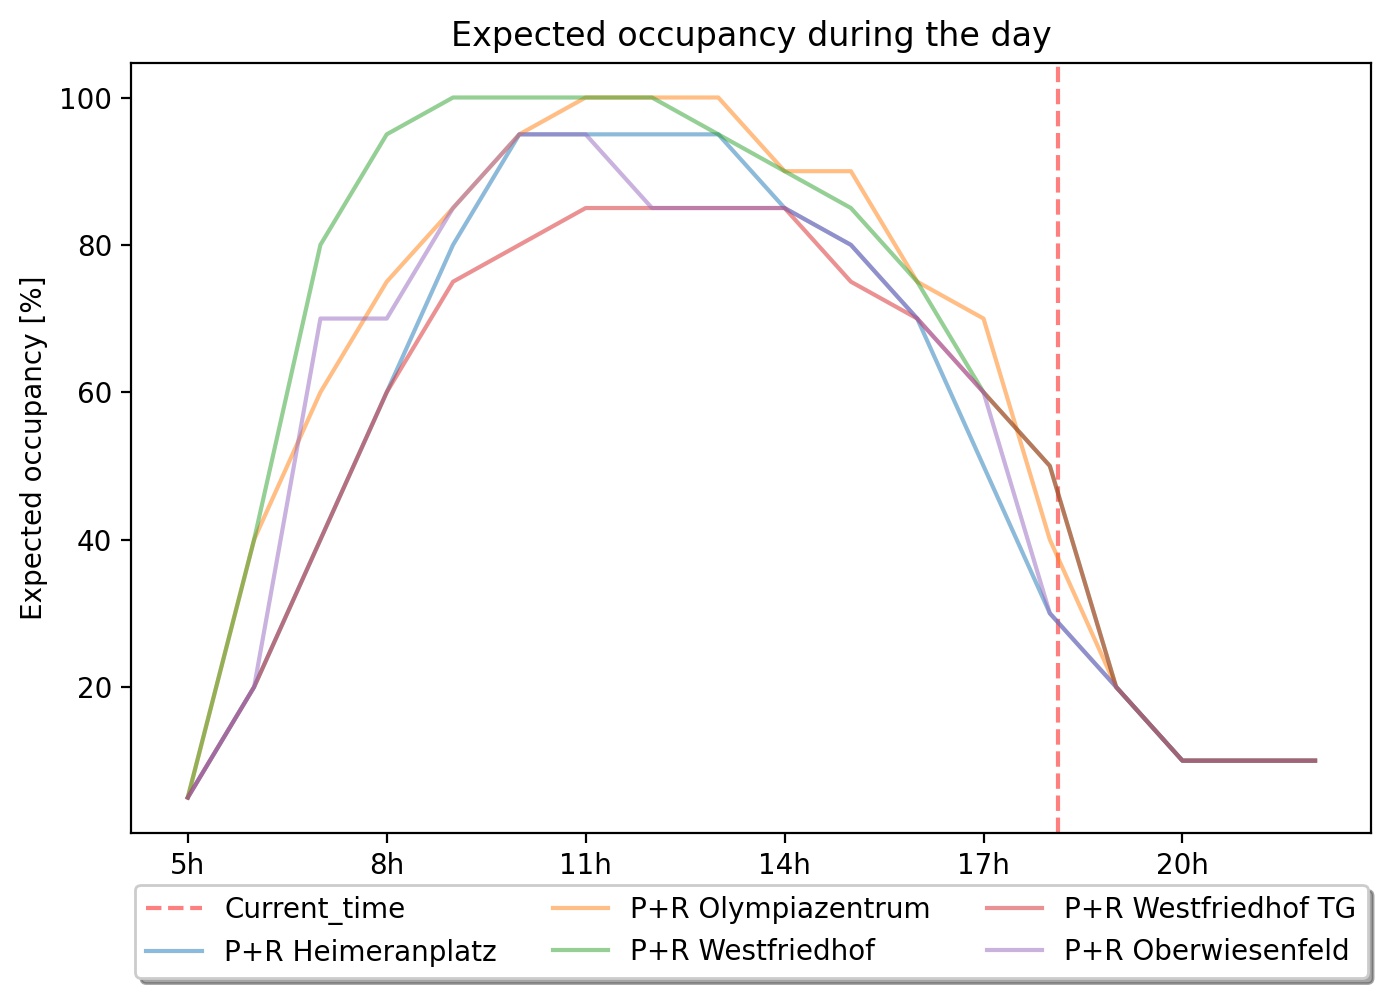 Expected occupancy during the day
Expected occupancy [%]
100
80
60
40
20
5h 8h 11h 14h 17h 20h
Current_time P+R Olympiazentrum P+R Westfriedhof TG
P+R Heimeranplatz P+R Westfriedhof P+R Oberwiesenfeld